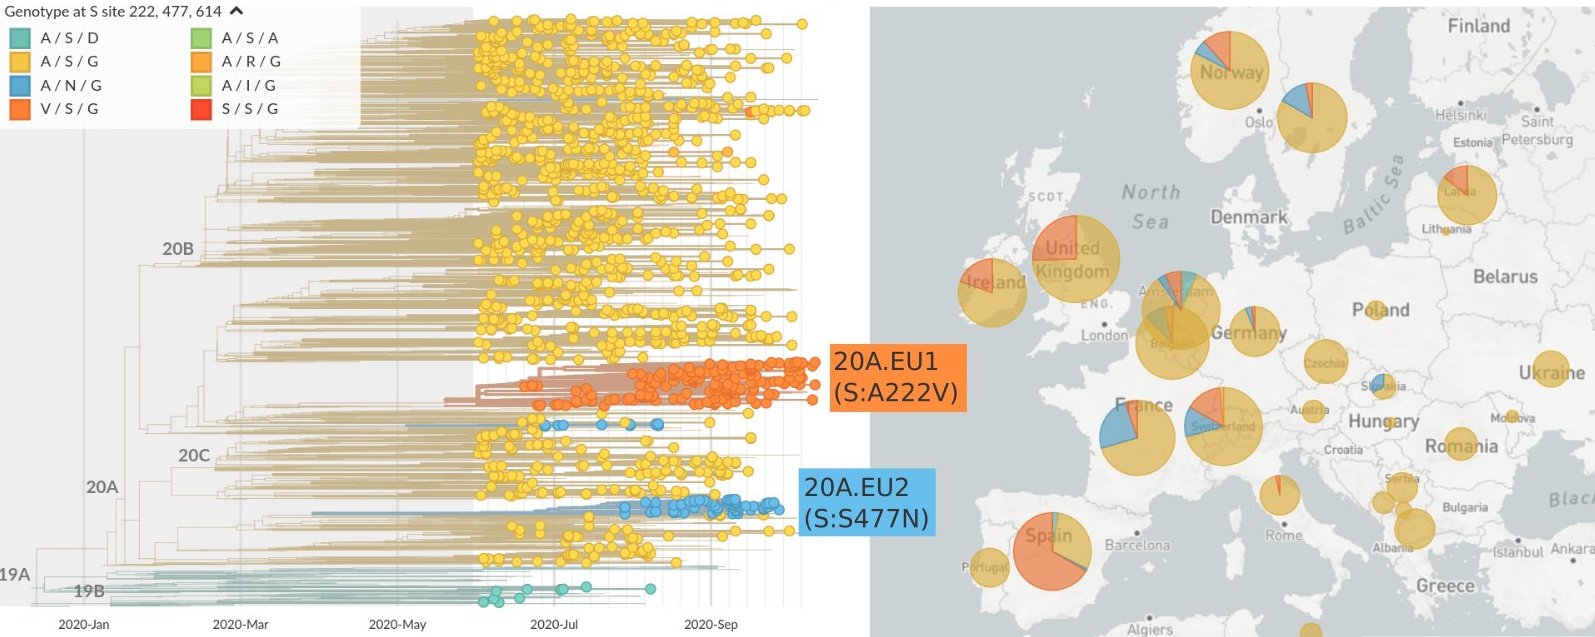 Genotype at S site 222, 477, 614
A / S / D
A / S / A
A / S / G
A / R / G
A / N / G
A / I / G
V / S / G
S / S / G
20B
20C
20A
19A
19B
20A.EU1
(S:A222V)
20A.EU2
(S:S477N)
2020-Jan
2020-Mar
2020-May
2020-Jul
2020-Sep
Finland
Norway
Oslo
Helsinki
Saint
Petersburg
Estonia
Latvia
Lithuania
Baltic Sea
North
Sea
SCOT.
Denmark
United
Kingdom
Ireland
ENG.
London
Amsterdam
Belgium
Germany
Poland
Belarus
Czechia
Slovakia
Ukraine
France
Switzerland
Austria
Hungary
Moldova
Romania
Croatia
Serbia
Bulgaria
Black
Spain
Barcelona
Rome
Albania
Istanbul
Ankara
Portugal
Greece
Algiers